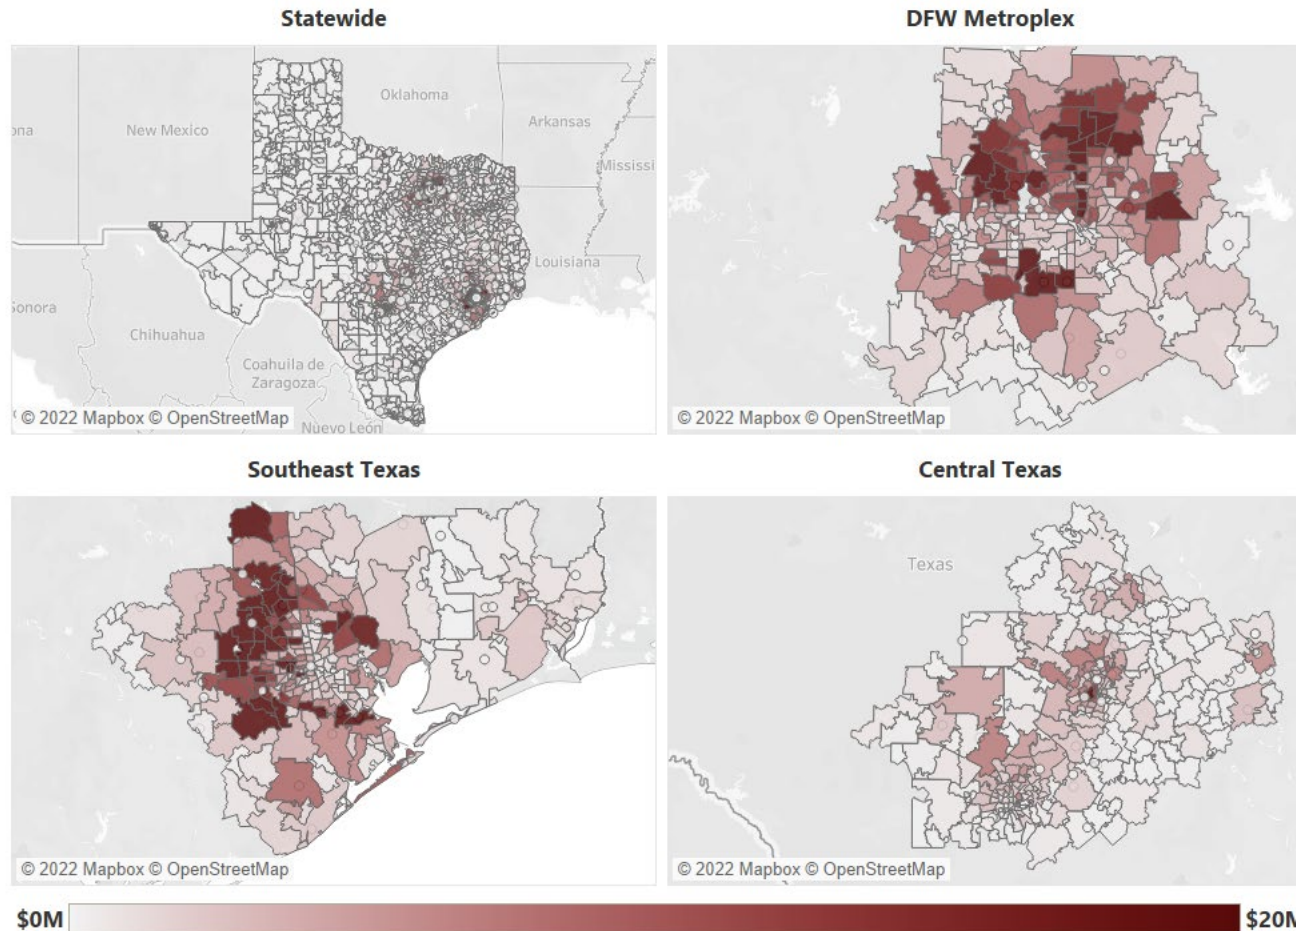 Statewide
DFW Metroplex
Oklahoma
ona
New Mexico
Arkansas
Mississi
Louisiana
Sonora
Chihuahua
Coahuila de
Zaragoza
Nuevo León
© 2022 Mapbox © OpenStreetMap
© 2022 Mapbox © OpenStreetMap
Southeast Texas
Central Texas
Texas
© 2022 Mapbox © OpenStreetMap
© 2022 Mapbox © OpenStreetMap
$0M
$20M